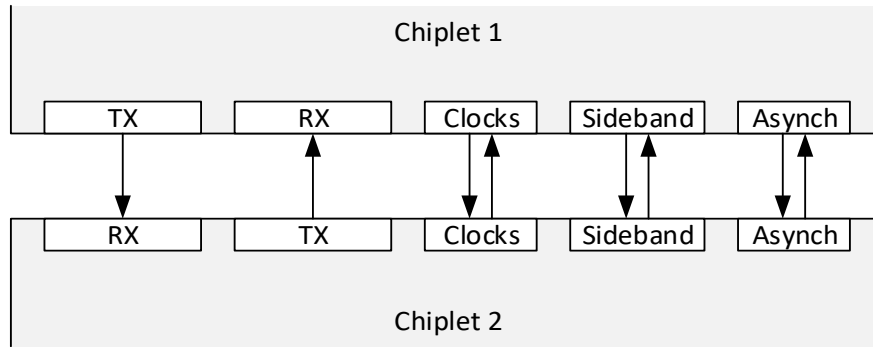 Chiplet 1
TX RX Clocks Sideband Asynch
RX TX Clocks Sideband Asynch
Chiplet 2